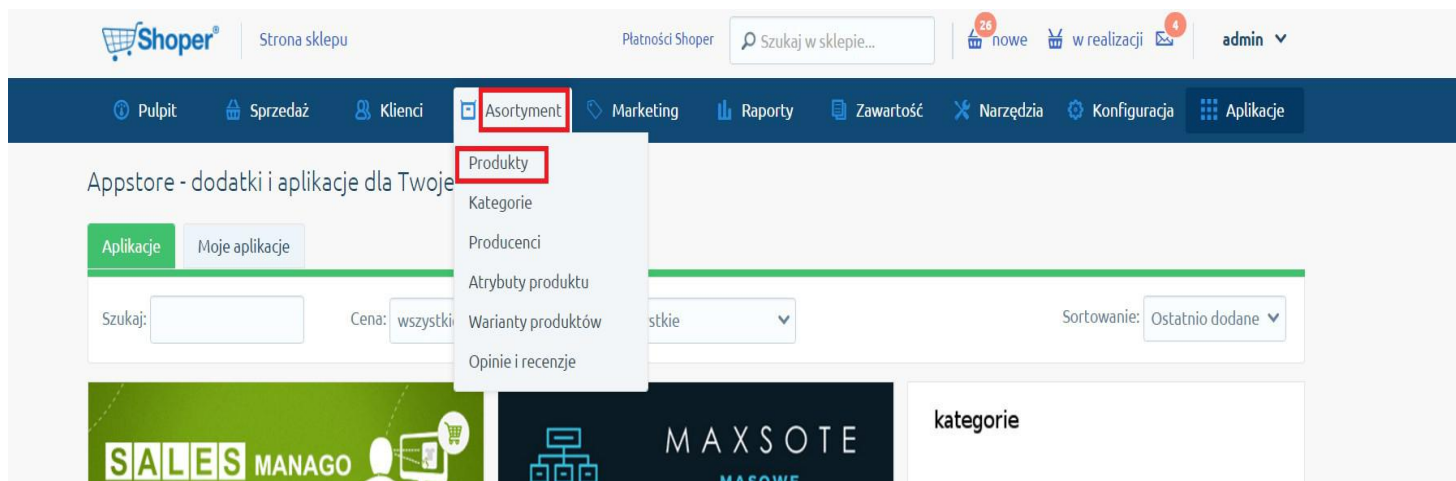 Shoper® Strona sklepu Płatności Shoper Szukaj w sklepie... 26 nowe w realizacji 4 admin
Pulpit Sprzedaż Klienci Asortyment Marketing Raporty Zawartość Narzędzia Konfiguracja Aplikacje
Produkty
Appstore - dodatki i aplikacje dla Twoje
Kategorie
Producenci
Aplikacje Moje aplikacje
Atrybuty produktu
Szukaj: Cena: wszystki Warianty produktów stkie Sortowanie: Ostatnio dodane
Opinie i recenzje
kategorie
SALES MANAGO MAXSOTE
MASOWE